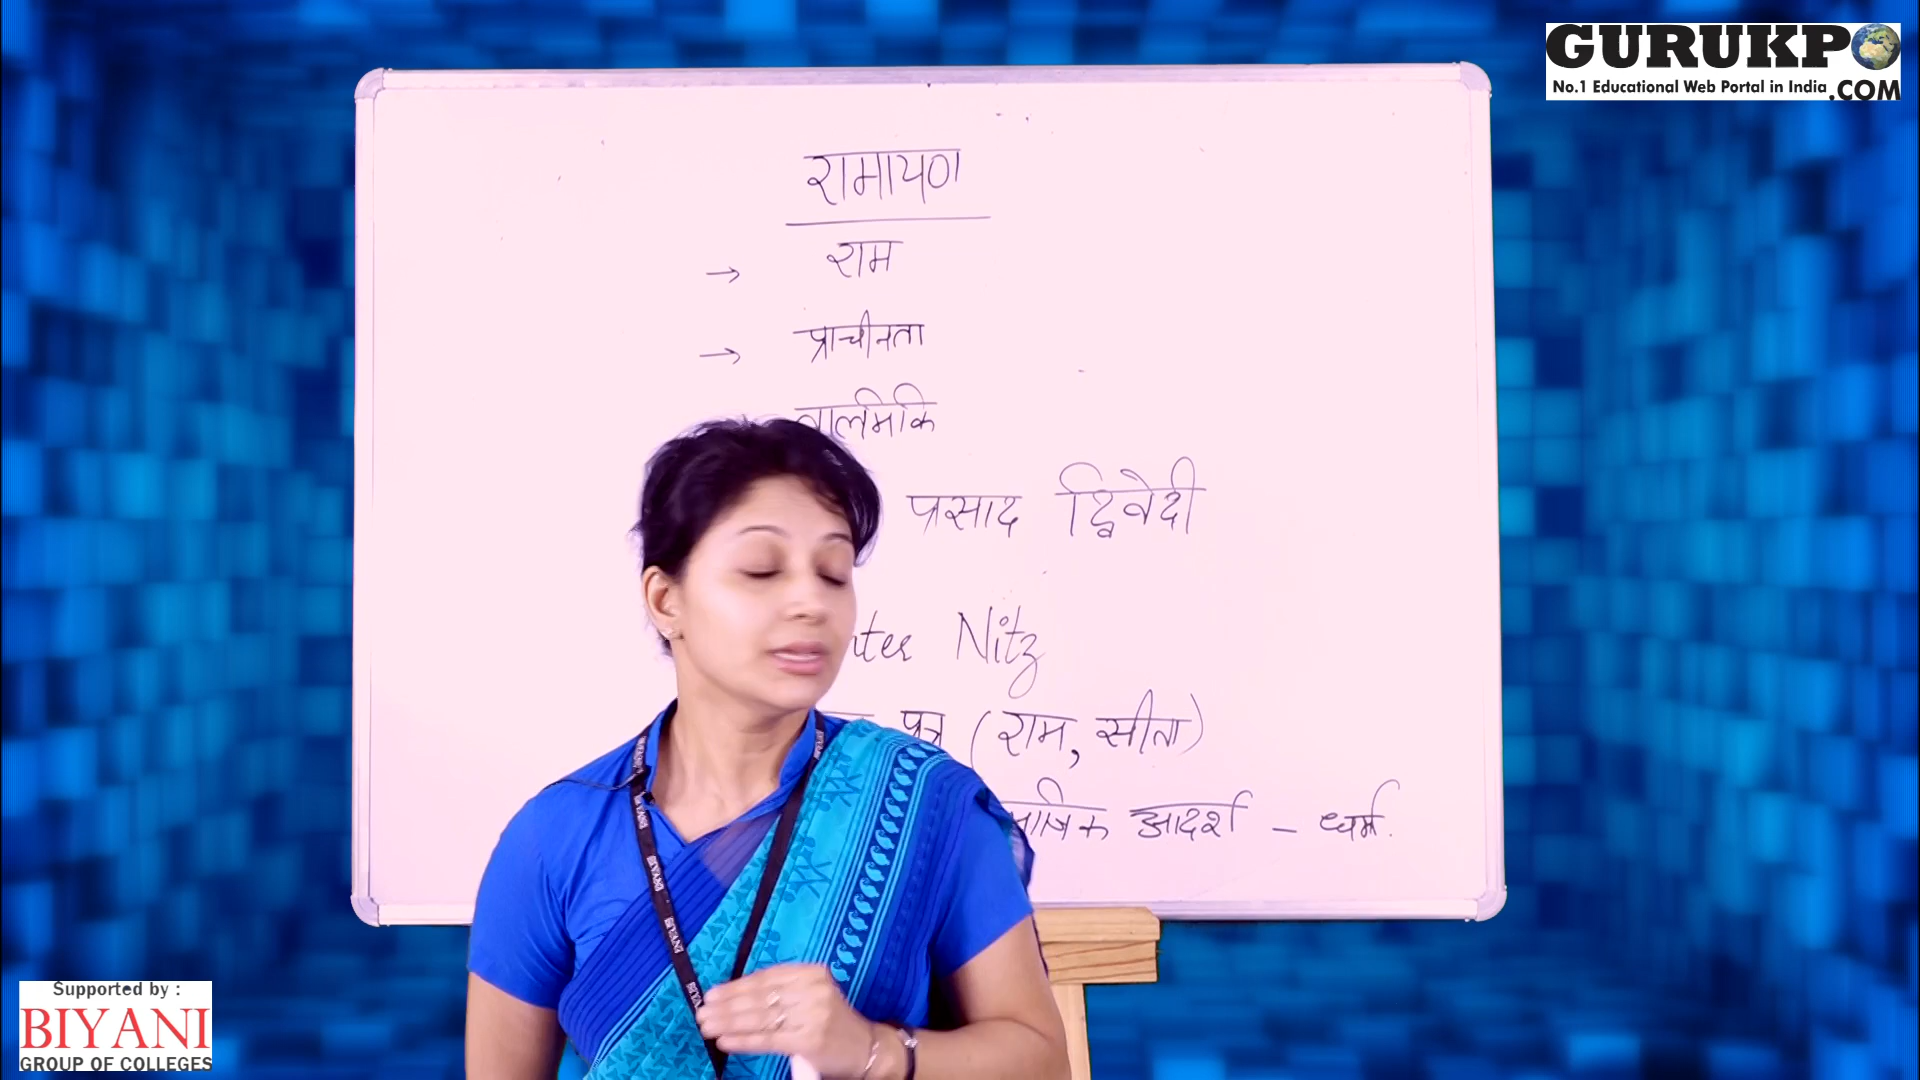 GURUKPO
No.1 Educational Web Portal in India .COM
रामायण
→ राम
→ प्राचीनता
वाल्मिकि
प्रसाद द्विवेदी
Nitz
पत्र (राम, सीता)
आदर्श - धर्म.
Supported by :
BIYANI
GROUP OF COLLEGES